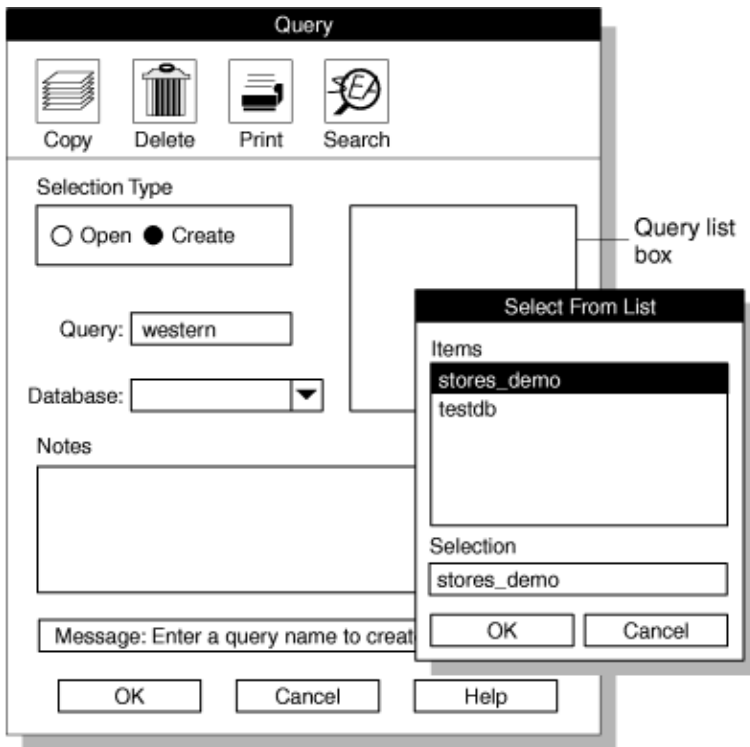 Query
Copy Delete Print Search
Selection Type
Open Create
Query list
box
Query: western
Database:
Notes
Message: Enter a query name to creat
OK Cancel Help
Select From List
Items
stores_demo
testdb
Selection
stores_demo
OK Cancel